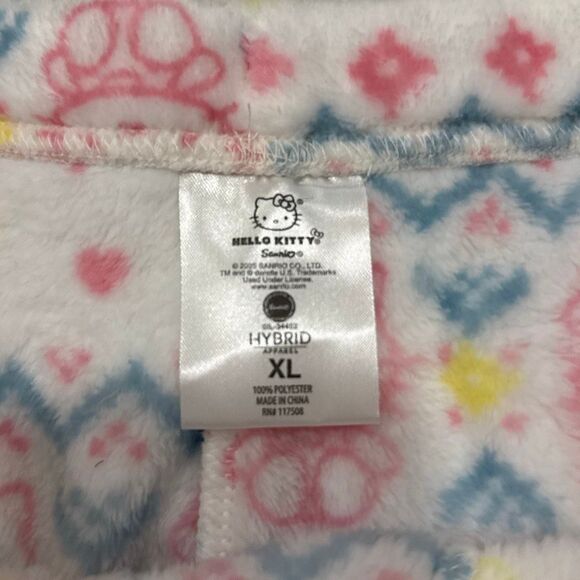 HELLO KITTY®
Sanrio®
SANRIO CO., LTD.
TM and ® denote U.S. Trademarks
Used Under License.
www.sanrio.com
HYBRID
APPAREL
XL
100% POLYESTER
MADE IN CHINA
RN# 117508